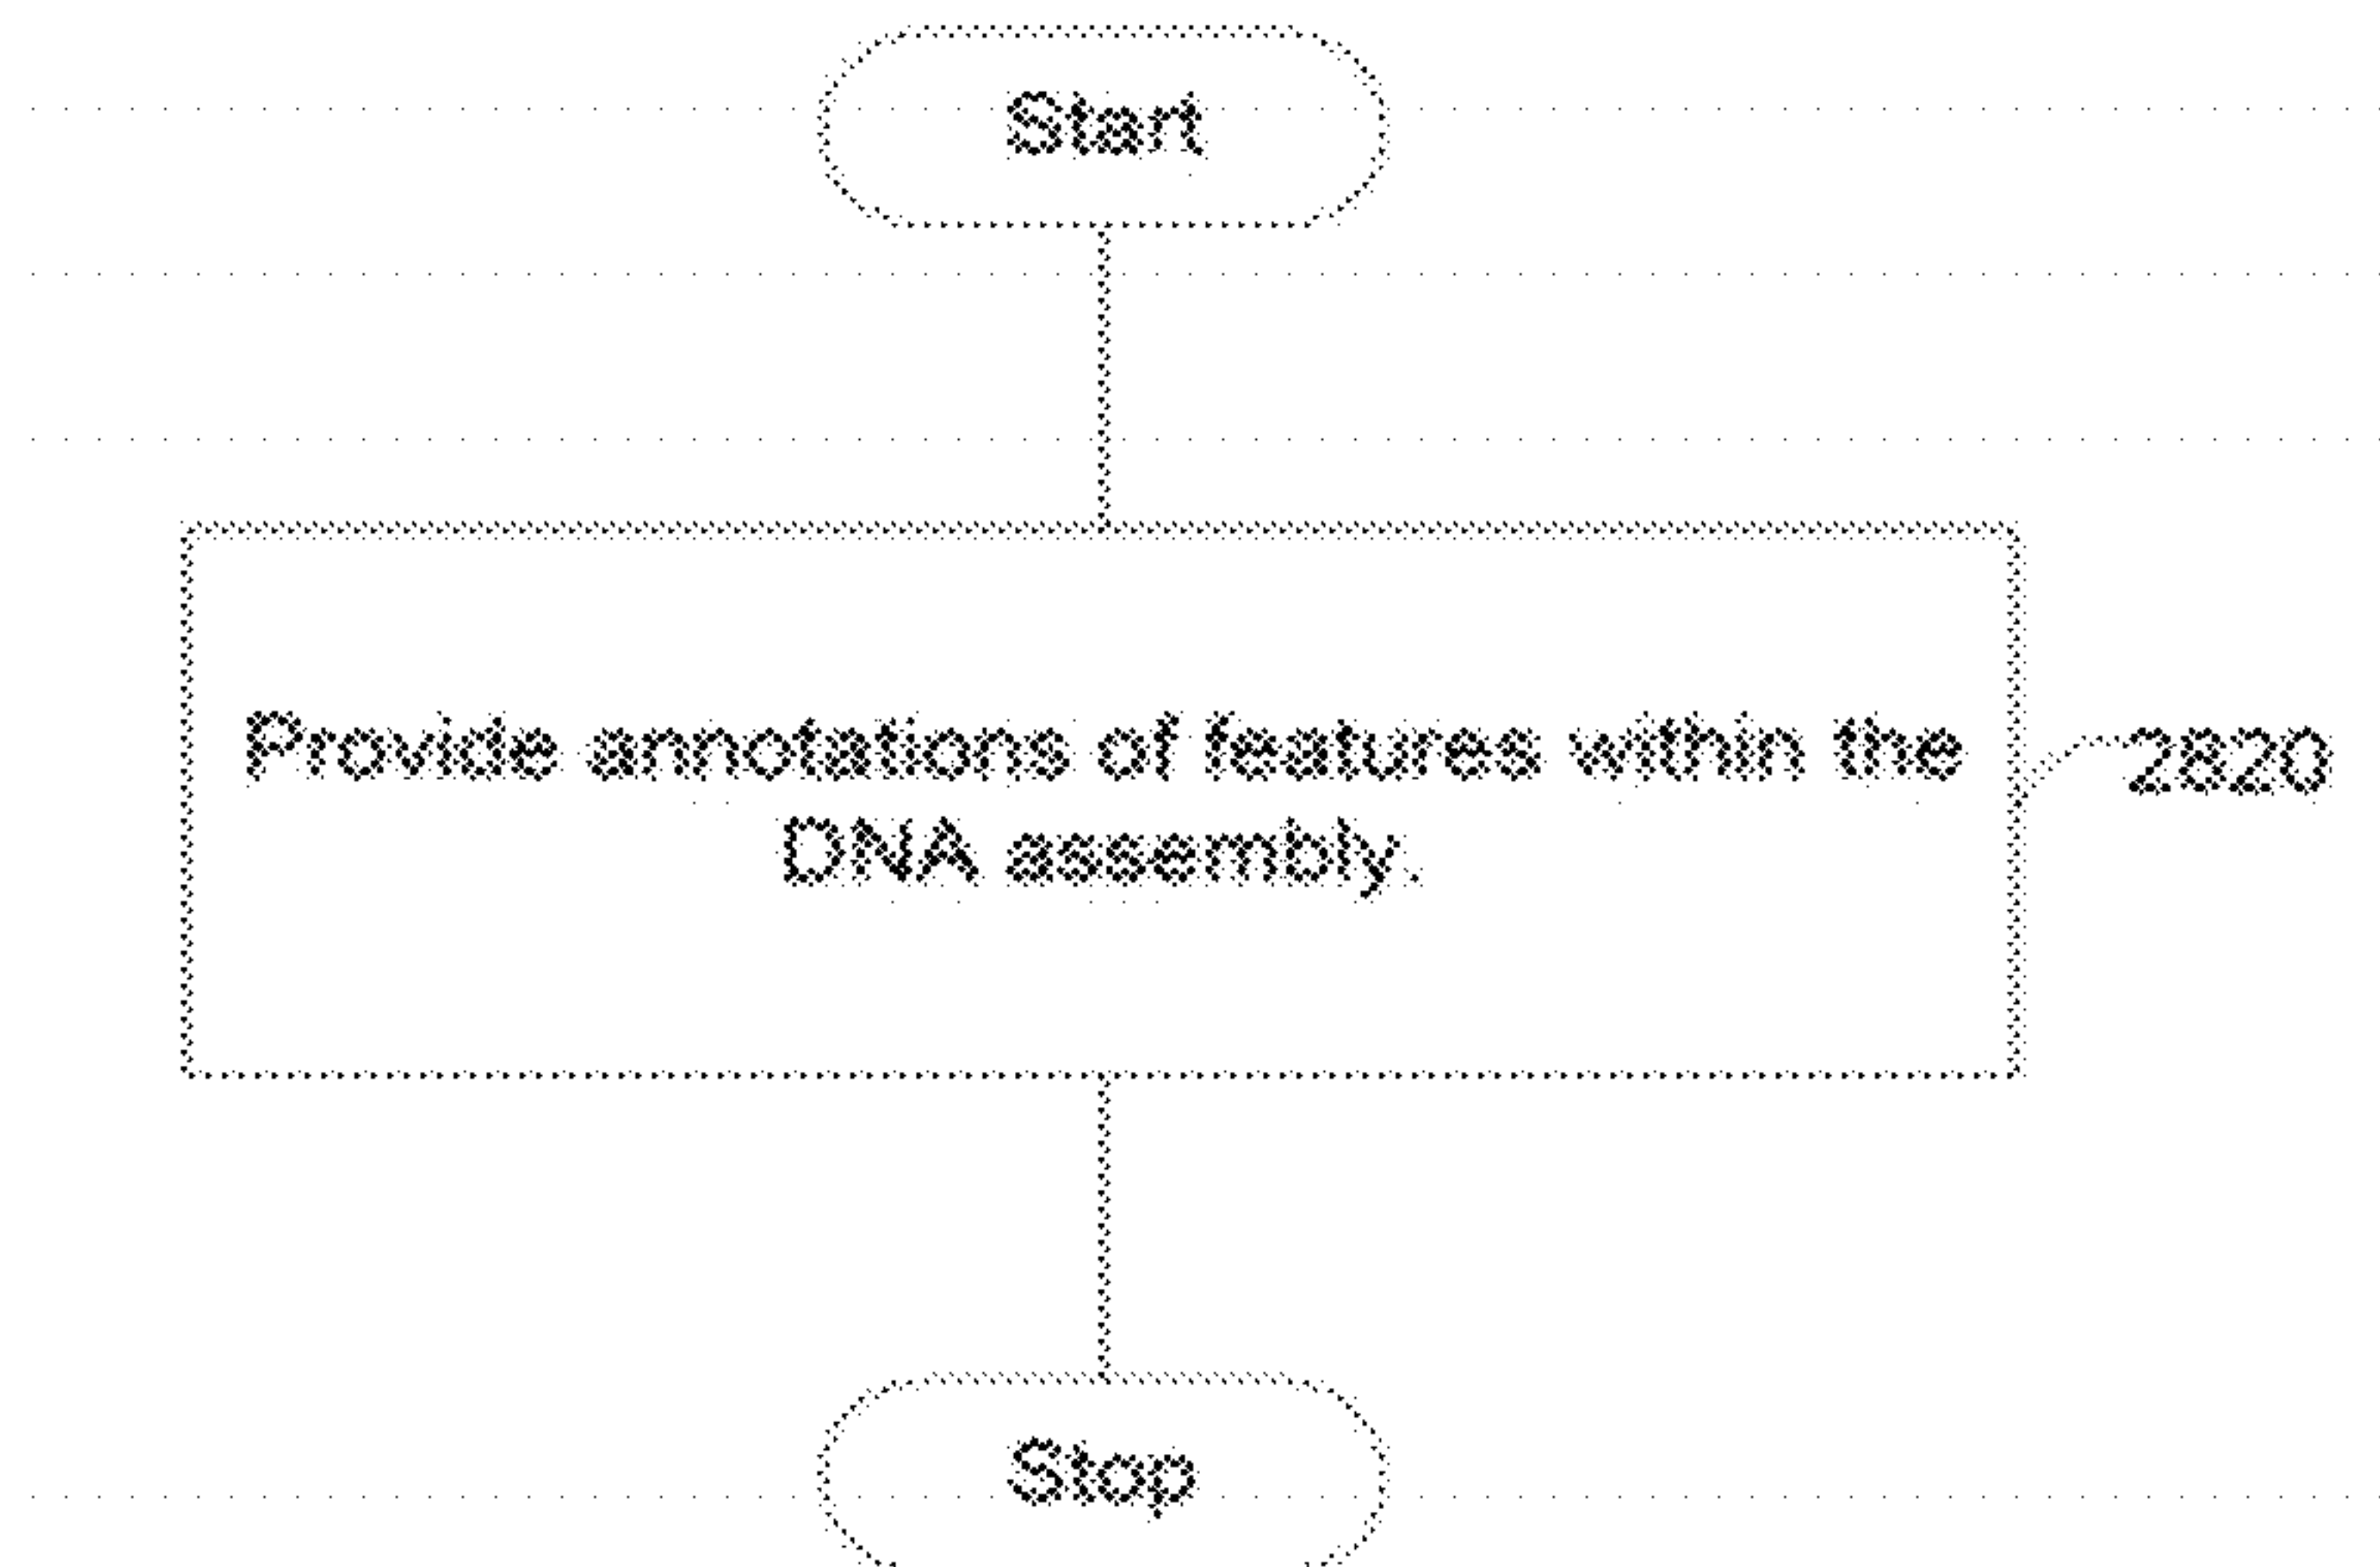 Start
Provide annotations of features within the
2820
DNA assembly.
Stop